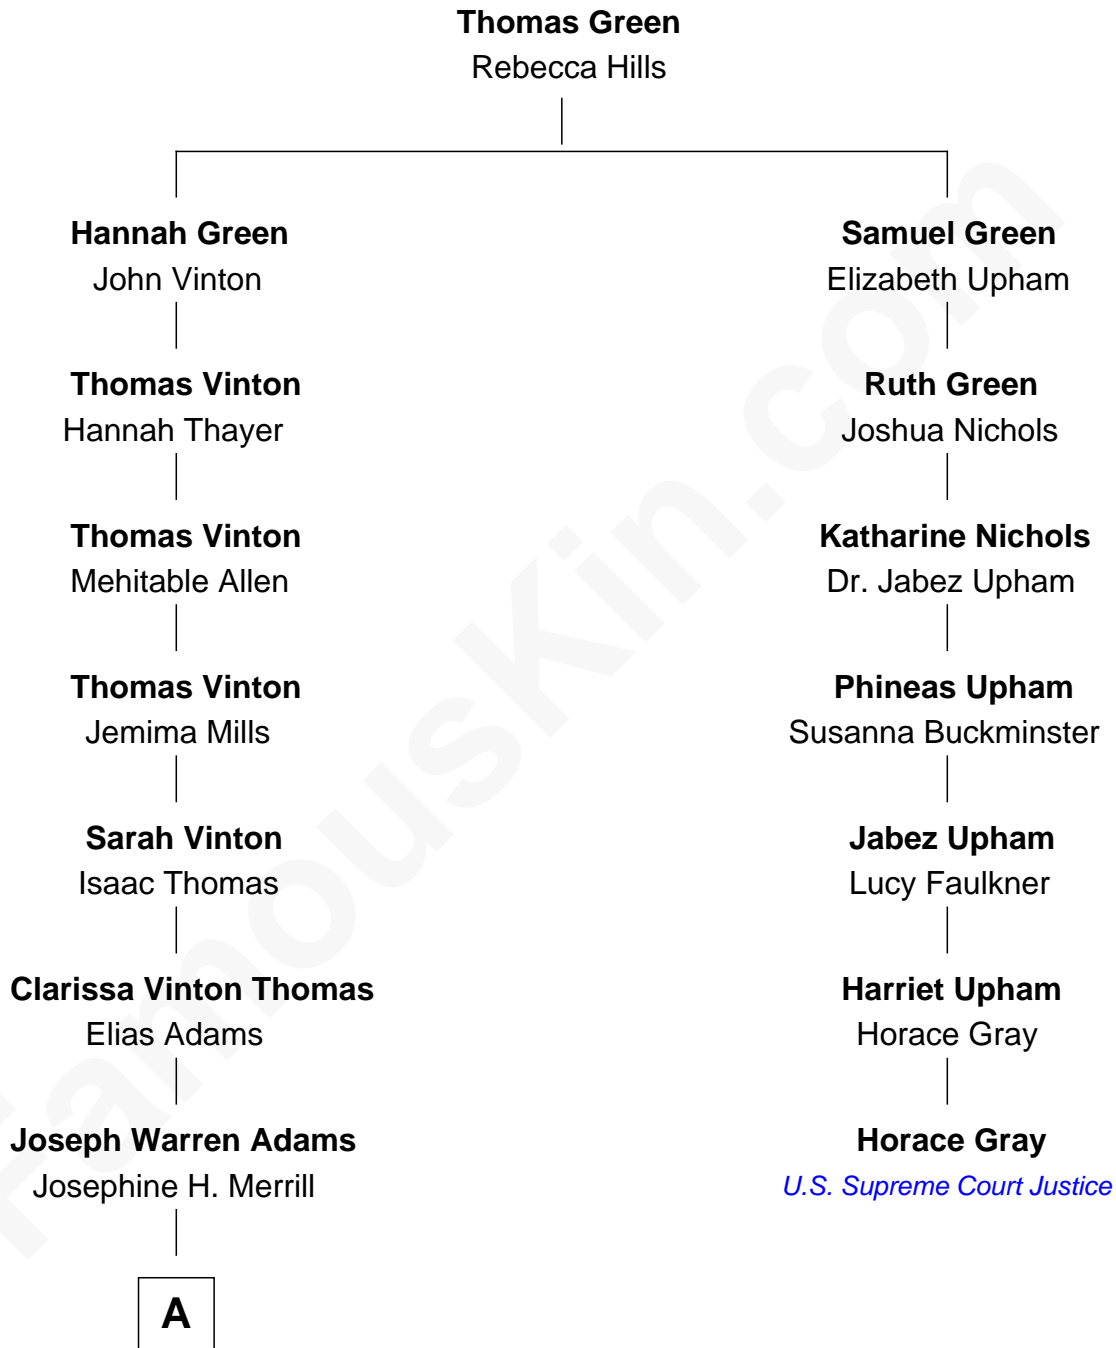 Thomas Green
Rebecca Hills
Hannah Green
John Vinton
Samuel Green
Elizabeth Upham
Thomas Vinton
Hannah Thayer
Ruth Green
Joshua Nichols
Thomas Vinton
Mehitable Allen
Katharine Nichols
Dr. Jabez Upham
Thomas Vinton
Jemima Mills
Phineas Upham
Susanna Buckminster
Sarah Vinton
Isaac Thomas
Jabez Upham
Lucy Faulkner
Clarissa Vinton Thomas
Elias Adams
Harriet Upham
Horace Gray
Joseph Warren Adams
Josephine H. Merrill
Horace Gray
U.S. Supreme Court Justice
A
FamousKin.com